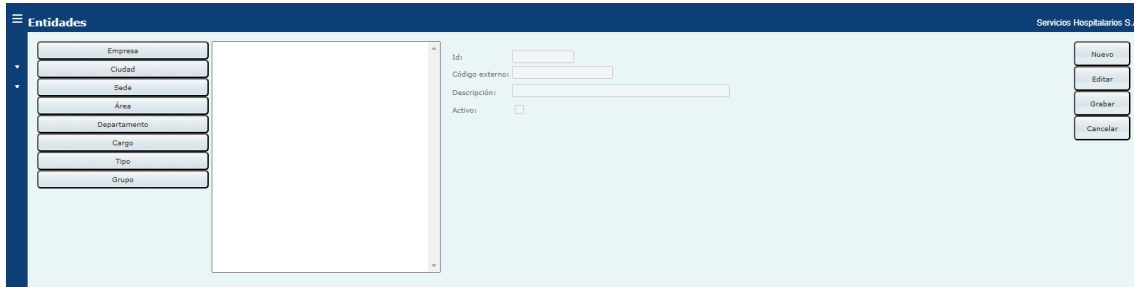 Entidades
Servicios Hospitalarios S.A
Empresa
Ciudad
Sede
Área
Departamento
Cargo
Tipo
Grupo
Id:
Código externo:
Descripción:
Activo:
Nuevo
Editar
Grabar
Cancelar